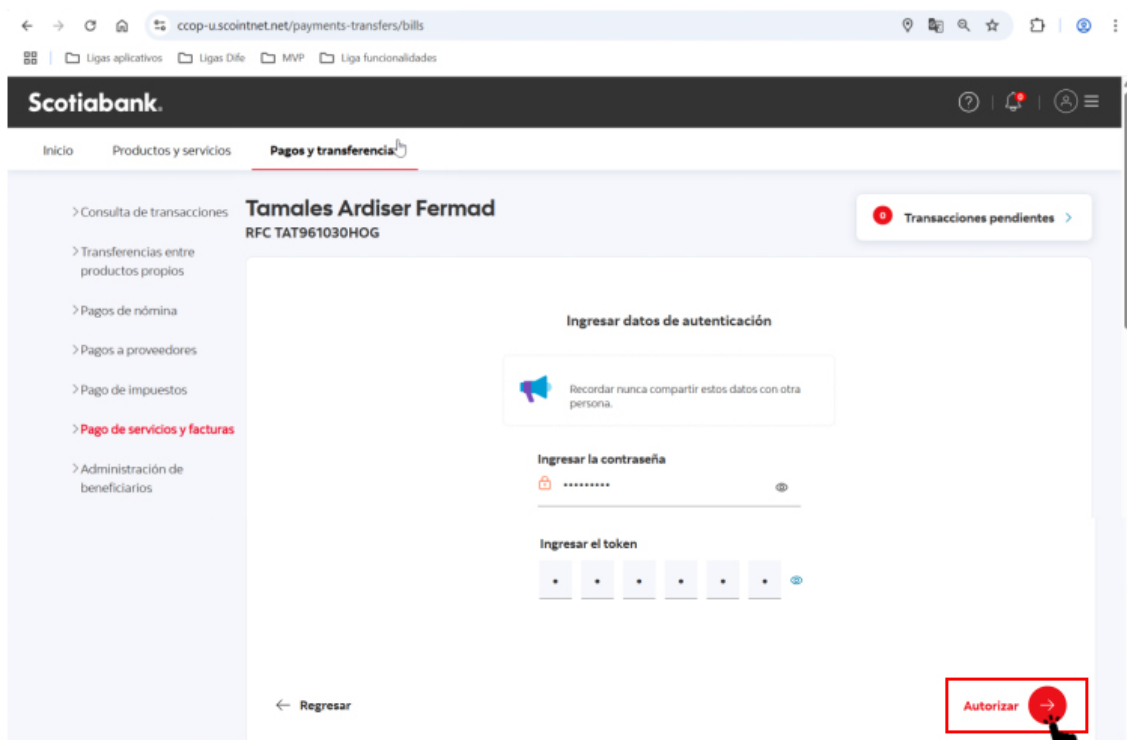 ccop-u.scointnet.net/payments-transfers/bills
Ligas aplicativos Ligas Dife MVP Liga funcionalidades
Scotiabank.
Inicio Productos y servicios Pagos y transferencias
>Consulta de transacciones
Tamales Ardiser Fermad
RFC TAT961030HOG
0 Transacciones pendientes >
>Transferencias entre
productos propios
>Pagos de nómina
>Pagos a proveedores
>Pago de impuestos
>Pago de servicios y facturas
>Administración de
beneficiarios
Ingresar datos de autenticación
Recordar nunca compartir estos datos con otra
persona.
Ingresar la contraseña
•••••••••
Ingresar el token
• • • • • •
← Regresar
Autorizar →